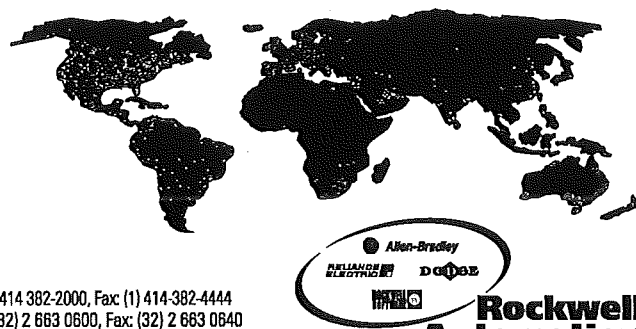 Allen-Bradley
RELIANCE ELECTRIC
DODGE
414 382-2000, Fax: (1) 414-382-4444
32) 2 663 0600, Fax: (32) 2 663 0640
Rockwell